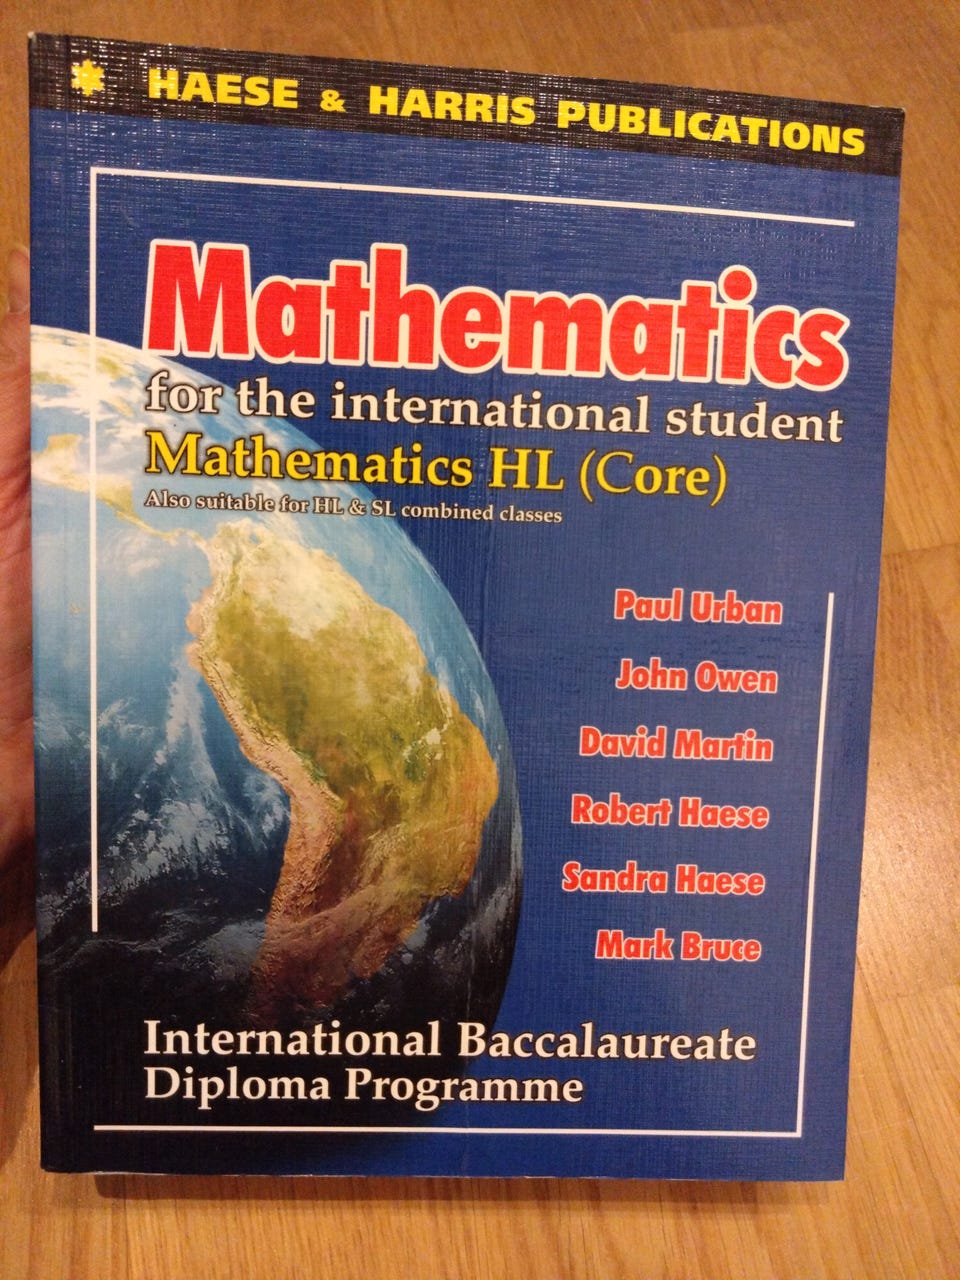 HAESE & HARRIS PUBLICATIONS
Mathematics
for the international student
Mathematics HL (Core)
Also suitable for HL & SL combined classes
Paul Urban
John Owen
David Martin
Robert Haese
Sandra Haese
Mark Bruce
International Baccalaureate
Diploma Programme